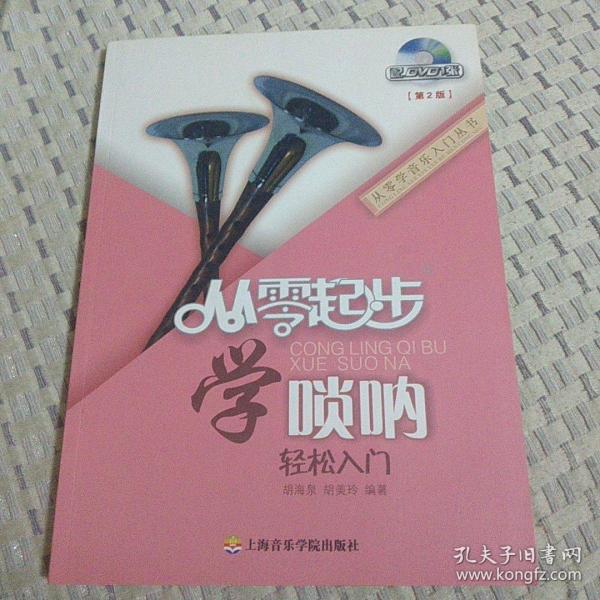 配DVD1张
【第2版】
从零学音乐入门丛书
从零起步
CONG LING QI BU
XUE SUO NA
学 唢呐
轻松入门
胡海泉 胡美玲 编著
上海音乐学院出版社
孔夫子旧书网
www.kongfz.com